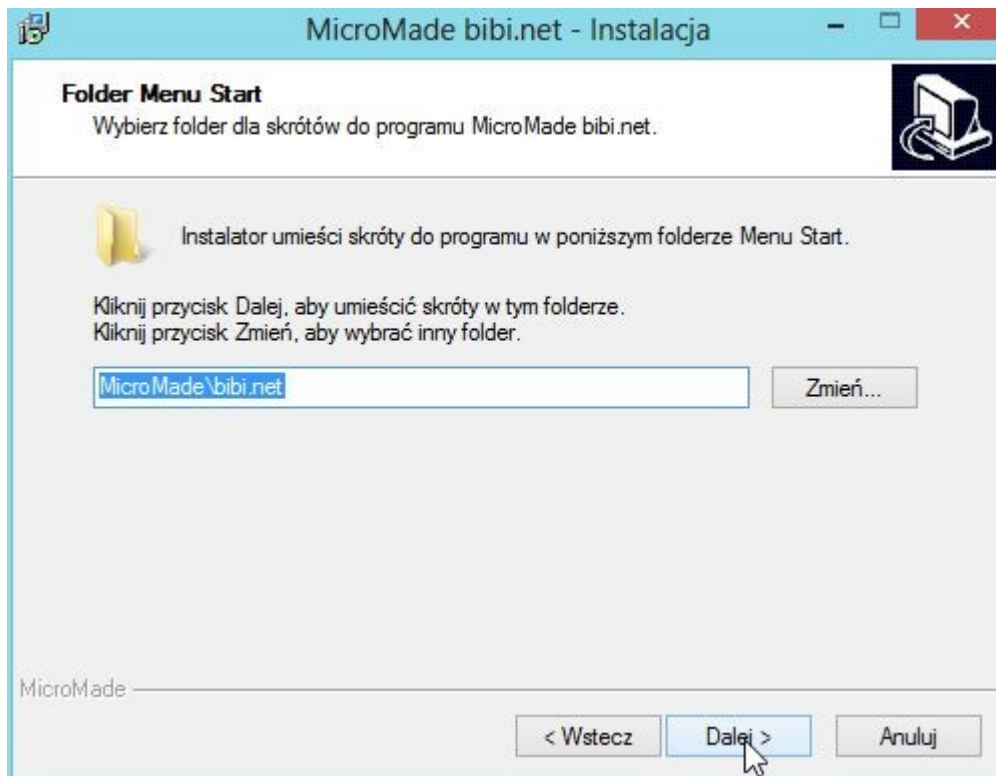 MicroMade bibi.net - Instalacja
Folder Menu Start
Wybierz folder dla skrótów do programu MicroMade bibi.net.
Instalator umieści skróty do programu w poniższym folderze Menu Start.
Kliknij przycisk Dalej, aby umieścić skróty w tym folderze.
Kliknij przycisk Zmień, aby wybrać inny folder.
MicroMade\bibi.net
Zmień...
MicroMade
< Wstecz
Dalej >
Anuluj